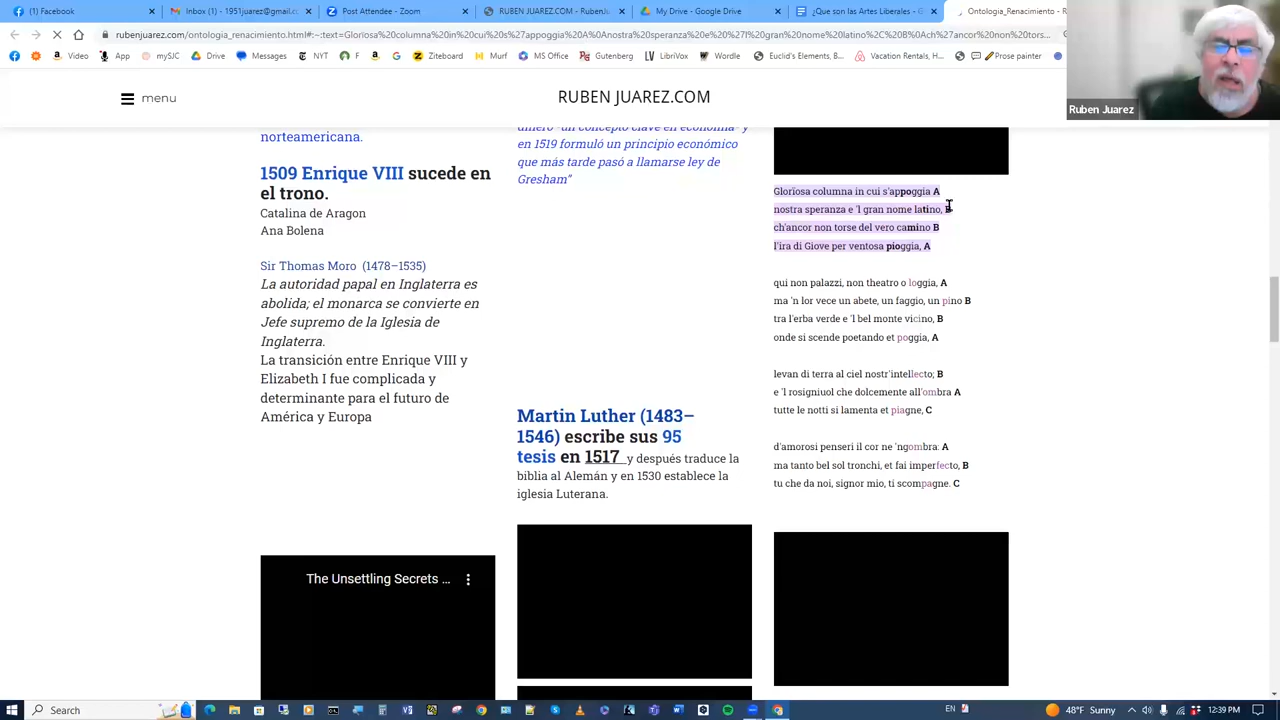 (1) Facebook
Inbox - 1951juarez@gmail.com
RUBEN JUAREZ.COM - Google D
My Drive - Google Drive
¿Que son las Ontologías? - Goo
Ontología_Renacimiento, Renac
rubenjuarez.com/ontologia_renacimiento.html#:~:text=Glorïosa%20columna%20in%20cui%20s%27appoggia%20A%0Anostra%20speranza%20e%20%27l%20gran%20nome%20latino%2C%20B%0Ach%27ancor%20non%20tors...
Video
App
mySJC
Drive
Messages
NYT
F
Ziteboard
Murf
MS Office
Gutenberg
LibriVox
Wordle
Euclid's Elements, B...
Vacation Rentals, H...
Prose painter
Ruben Juarez
menu
RUBEN JUAREZ.COM
norteamericana.
1509 Enrique VIII sucede en
el trono.
Catalina de Aragon
Ana Bolena
Sir Thomas Moro (1478–1535)
La autoridad papal en Inglaterra es
abolida; el monarca se convierte en
Jefe supremo de la Iglesia de
Inglaterra.
La transición entre Enrique VIII y
Elizabeth I fue complicada y
determinante para el futuro de
América y Europa
The Unsettling Secrets ...
dinero -un concepto clave en economía- y
en 1519 formuló un principio económico
que más tarde pasó a llamarse ley de
Gresham"
Martin Luther (1483–
1546) escribe sus 95
tesis en 1517 y después traduce la
biblia al Alemán y en 1530 establece la
iglesia Luterana.
Glorïosa columna in cui s'appoggia A
nostra speranza e 'l gran nome latino, B
ch'ancor non torse del vero camino B
l'ira di Giove per ventosa pioggia, A
qui non palazzi, non theatro o loggia, A
ma 'n lor vece un abete, un faggio, un pino B
tra l'erba verde e 'l bel monte vicino, B
onde si scende poetando et poggia, A
levan di terra al ciel nostr'intellecto; B
e 'l rosigniuol che dolcemente all'ombra A
tutte le notti si lamenta et piagne, C
d'amorosi penseri il cor ne 'ngombra: A
ma tanto bel sol tronchi, et fai imperfecto, B
tu che da noi, signor mio, ti scompagne. C
Search
EN
48°F Sunny
12:39 PM